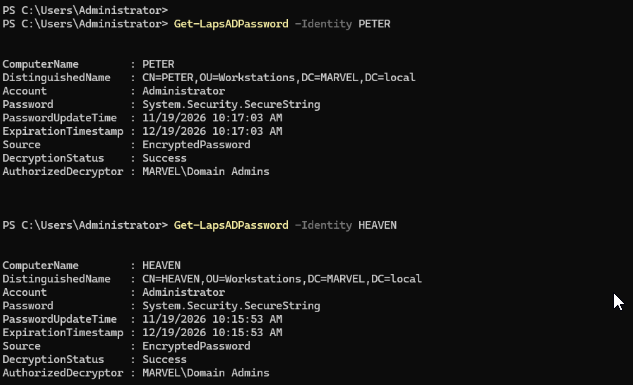 PS C:\Users\Administrator>
PS C:\Users\Administrator> Get-LapsADPassword -Identity PETER
ComputerName        : PETER
DistinguishedName   : CN=PETER,OU=Workstations,DC=MARVEL,DC=local
Account             : Administrator
Password            : System.Security.SecureString
PasswordUpdateTime  : 11/19/2026 10:17:03 AM
ExpirationTimestamp : 12/19/2026 10:17:03 AM
Source              : EncryptedPassword
DecryptionStatus    : Success
AuthorizedDecryptor : MARVEL\Domain Admins
PS C:\Users\Administrator> Get-LapsADPassword -Identity HEAVEN
ComputerName        : HEAVEN
DistinguishedName   : CN=HEAVEN,OU=Workstations,DC=MARVEL,DC=local
Account             : Administrator
Password            : System.Security.SecureString
PasswordUpdateTime  : 11/19/2026 10:15:53 AM
ExpirationTimestamp : 12/19/2026 10:15:53 AM
Source              : EncryptedPassword
DecryptionStatus    : Success
AuthorizedDecryptor : MARVEL\Domain Admins